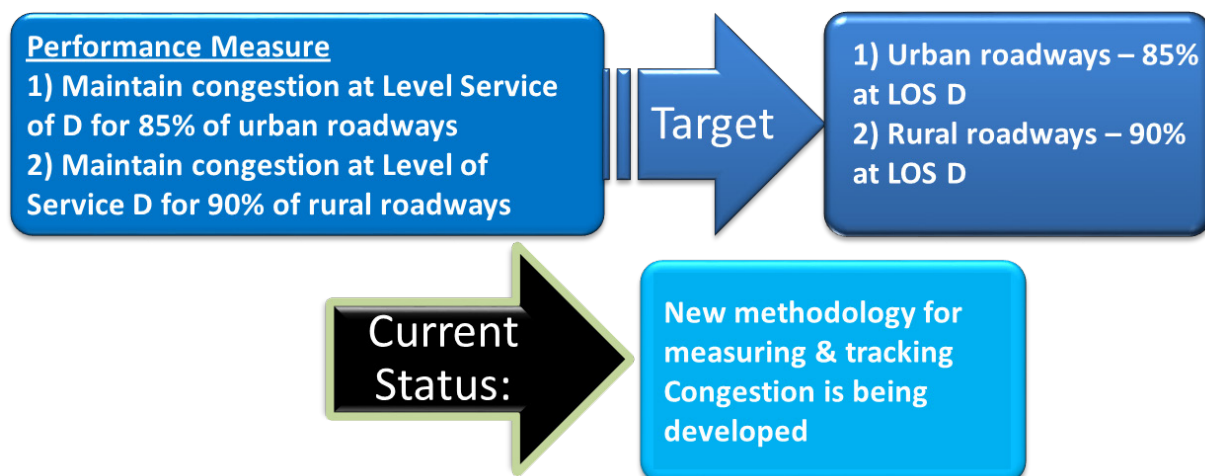 Performance Measure
1) Maintain congestion at Level Service
of D for 85% of urban roadways
2) Maintain congestion at Level of
Service D for 90% of rural roadways
Target
1) Urban roadways – 85%
at LOS D
2) Rural roadways – 90%
at LOS D
Current
Status:
New methodology for
measuring & tracking
Congestion is being
developed